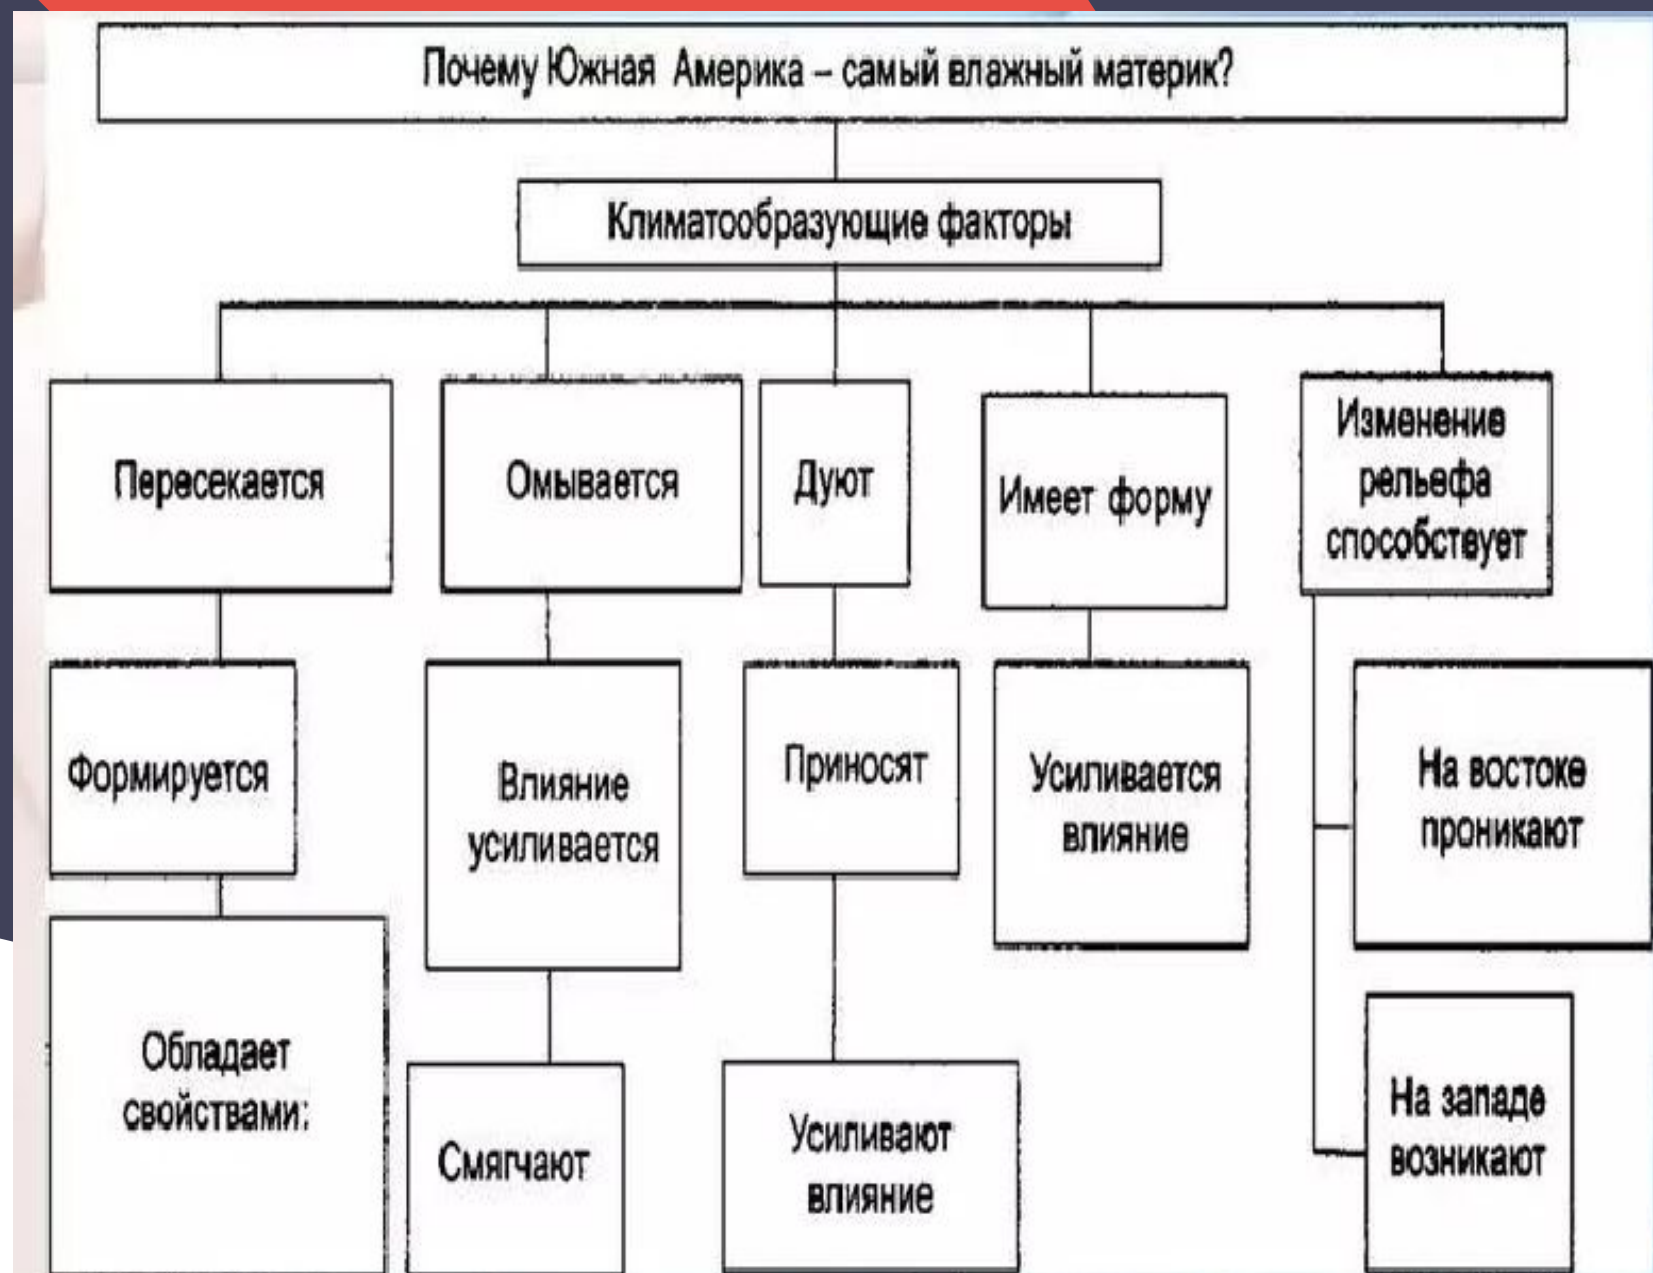 Почему Южная Америка – самый влажный материк?
Климатообразующие факторы
Пересекается
Омывается
Дуют
Имеет форму
Изменение
рельефа
способствует
Формируется
Влияние
усиливается
Приносят
Усиливается
влияние
На востоке
проникают
Обладает
свойствами:
Смягчают
Усиливают
влияние
На западе
возникают